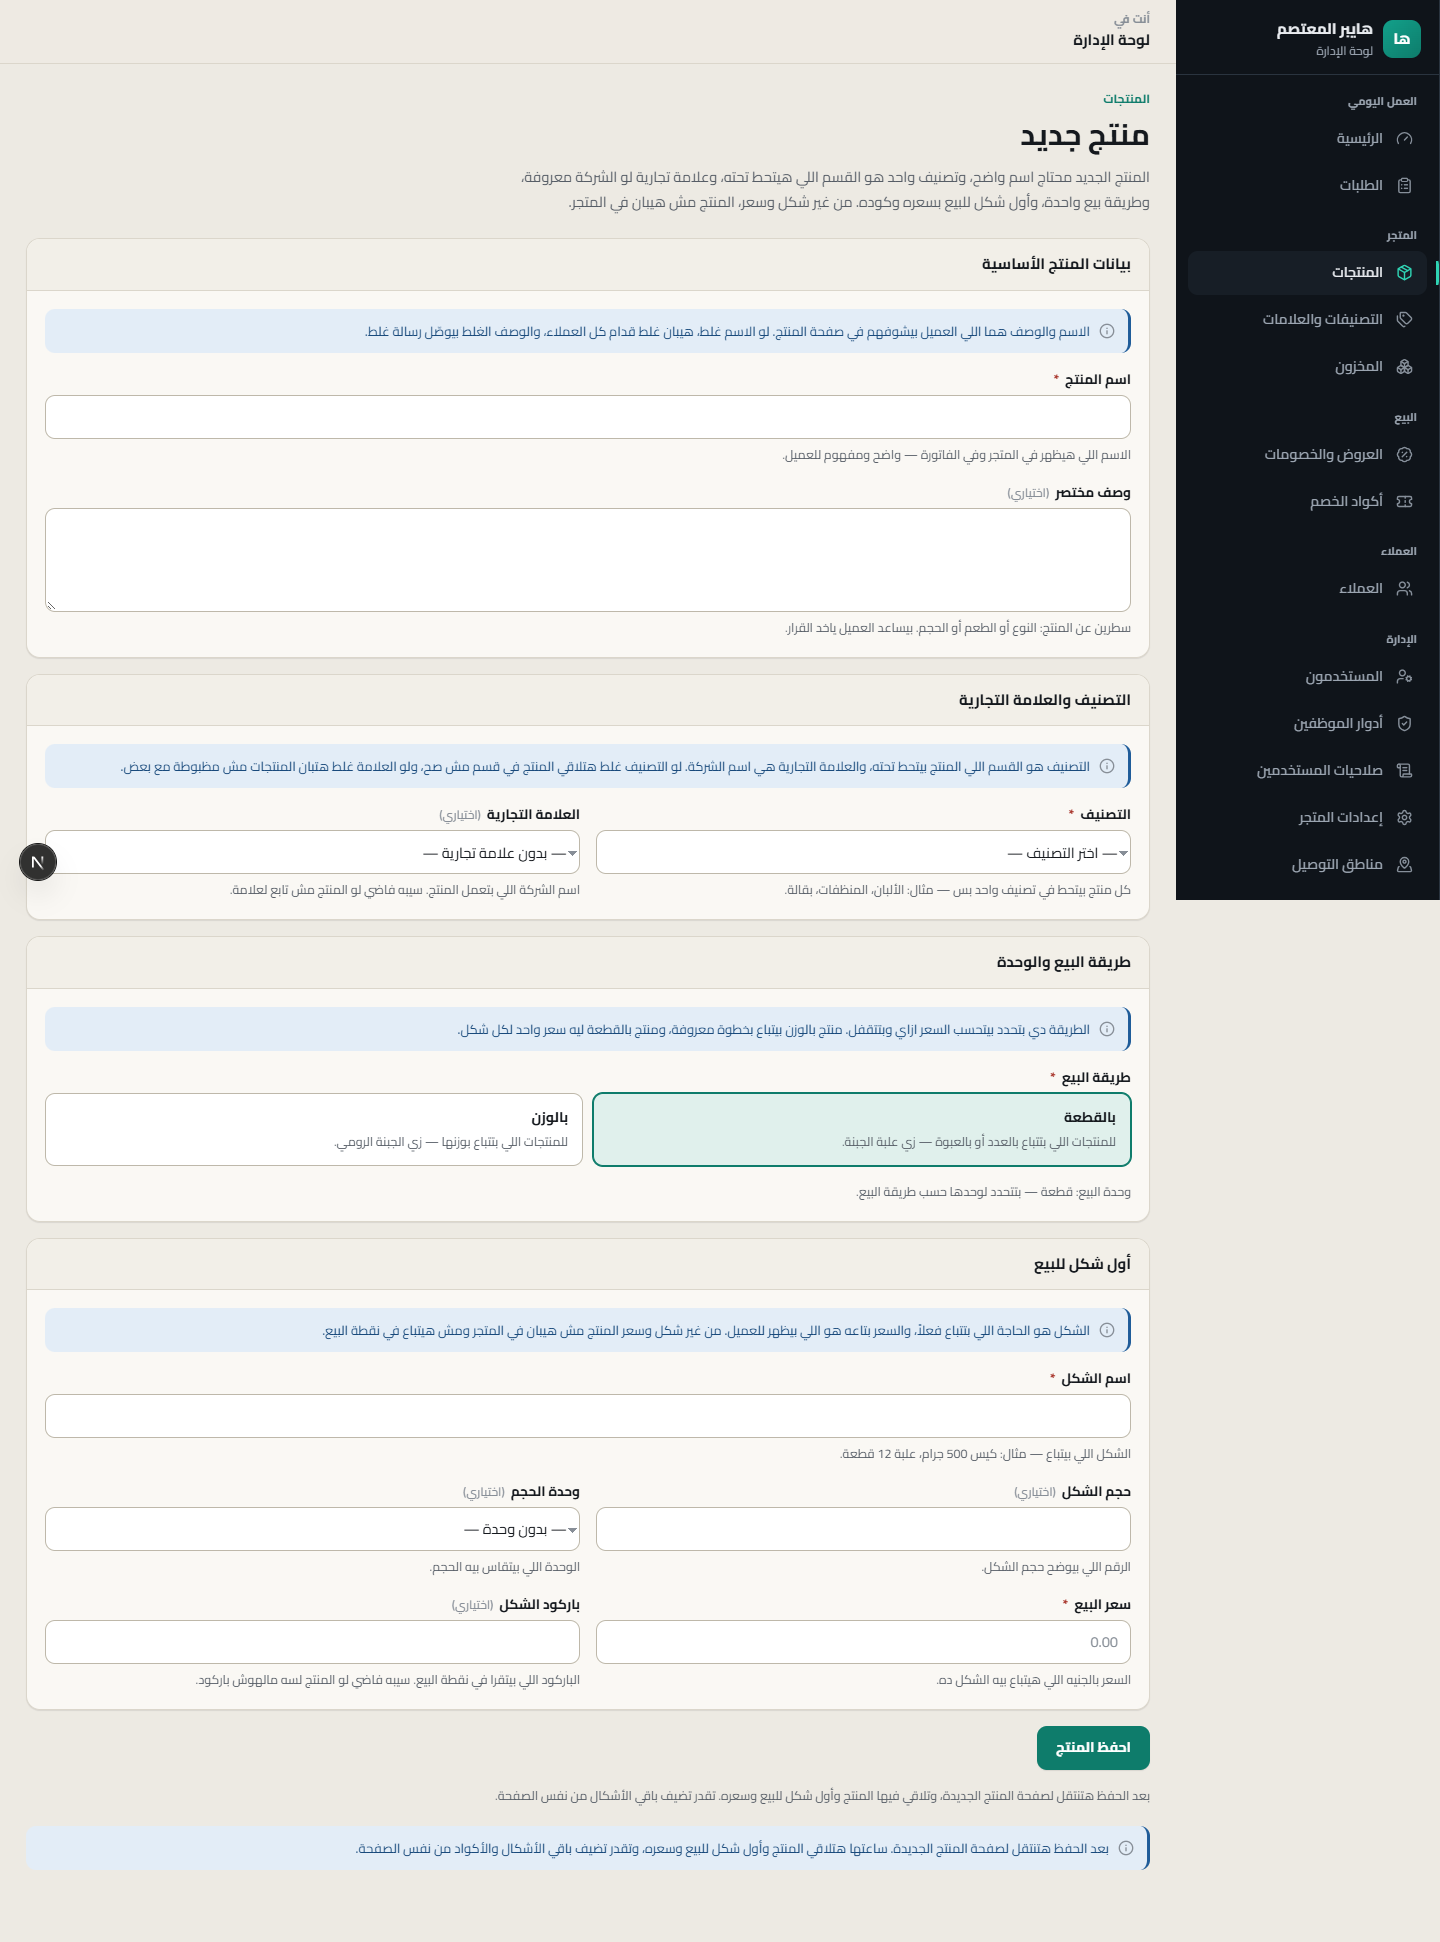 ها
هايبر المعتصم
لوحة الإدارة
العمل اليومي
الرئيسية
الطلبات
المتجر
المنتجات
التصنيفات والعلامات
المخزون
البيع
العروض والخصومات
أكواد الخصم
العملاء
العملاء
الإدارة
المستخدمون
أدوار الموظفين
صلاحيات المستخدمين
إعدادات المتجر
مناطق التوصيل
أنت في
لوحة الإدارة
المنتجات
منتج جديد
المنتج الجديد محتاج اسم واضح، وتصنيف واحد هو القسم اللي هيتحط تحته، وعلامة تجارية لو الشركة معروفة،
وطريقة بيع واحدة، وأول شكل للبيع بسعره وكوده. من غير شكل وسعر، المنتج مش هيبان في المتجر.
بيانات المنتج الأساسية
الاسم والوصف هما اللي العميل بيشوفهم في صفحة المنتج. لو الاسم غلط، هيبان غلط قدام كل العملاء، والوصف الغلط بيوصّل رسالة غلط.
اسم المنتج *
الاسم اللي هيظهر في المتجر وفي الفاتورة — واضح ومفهوم للعميل.
وصف مختصر (اختياري)
سطرين عن المنتج: النوع أو الطعم أو الحجم. بيساعد العميل ياخد القرار.
التصنيف والعلامة التجارية
التصنيف هو القسم اللي المنتج بيتحط تحته، والعلامة التجارية هي اسم الشركة. لو التصنيف غلط هتلاقي المنتج في قسم مش صح، ولو العلامة غلط هتبان المنتجات مش مظبوطة مع بعض.
التصنيف *
— اختر التصنيف —
كل منتج بيتحط في تصنيف واحد بس — مثال: الألبان، المنظفات، بقالة.
العلامة التجارية (اختياري)
— بدون علامة تجارية —
اسم الشركة اللي بتعمل المنتج. سيبه فاضي لو المنتج مش تابع لعلامة.
طريقة البيع والوحدة
الطريقة دي بتحدد بيتحسب السعر ازاي وبتتقفل. منتج بالوزن بيتباع بخطوة معروفة، ومنتج بالقطعة ليه سعر واحد لكل شكل.
طريقة البيع *
بالقطعة
للمنتجات اللي بتتباع بالعدد أو بالعبوة — زي علبة الجبنة.
بالوزن
للمنتجات اللي بتتباع بوزنها — زي الجبنة الرومي.
وحدة البيع: قطعة — بتتحدد لوحدها حسب طريقة البيع.
أول شكل للبيع
الشكل هو الحاجة اللي بتتباع فعلاً، والسعر بتاعه هو اللي بيظهر للعميل. من غير شكل وسعر المنتج مش هيبان في المتجر ومش هيتباع في نقطة البيع.
اسم الشكل *
الشكل اللي بيتباع — مثال: كيس 500 جرام، علبة 12 قطعة.
حجم الشكل (اختياري)
الرقم اللي بيوضح حجم الشكل.
وحدة الحجم (اختياري)
— بدون وحدة —
الوحدة اللي بيتقاس بيه الحجم.
سعر البيع *
0.00
السعر بالجنيه اللي هيتباع بيه الشكل ده.
باركود الشكل (اختياري)
الباركود اللي بيتقرا في نقطة البيع. سيبه فاضي لو المنتج لسه مالهوش باركود.
احفظ المنتج
بعد الحفظ هتنتقل لصفحة المنتج الجديدة، وتلاقي فيها المنتج وأول شكل للبيع وسعره. تقدر تضيف باقي الأشكال من نفس الصفحة.
بعد الحفظ هتنتقل لصفحة المنتج الجديدة. ساعتها هتلاقي المنتج وأول شكل للبيع وسعره، وتقدر تضيف باقي الأشكال والأكواد من نفس الصفحة.